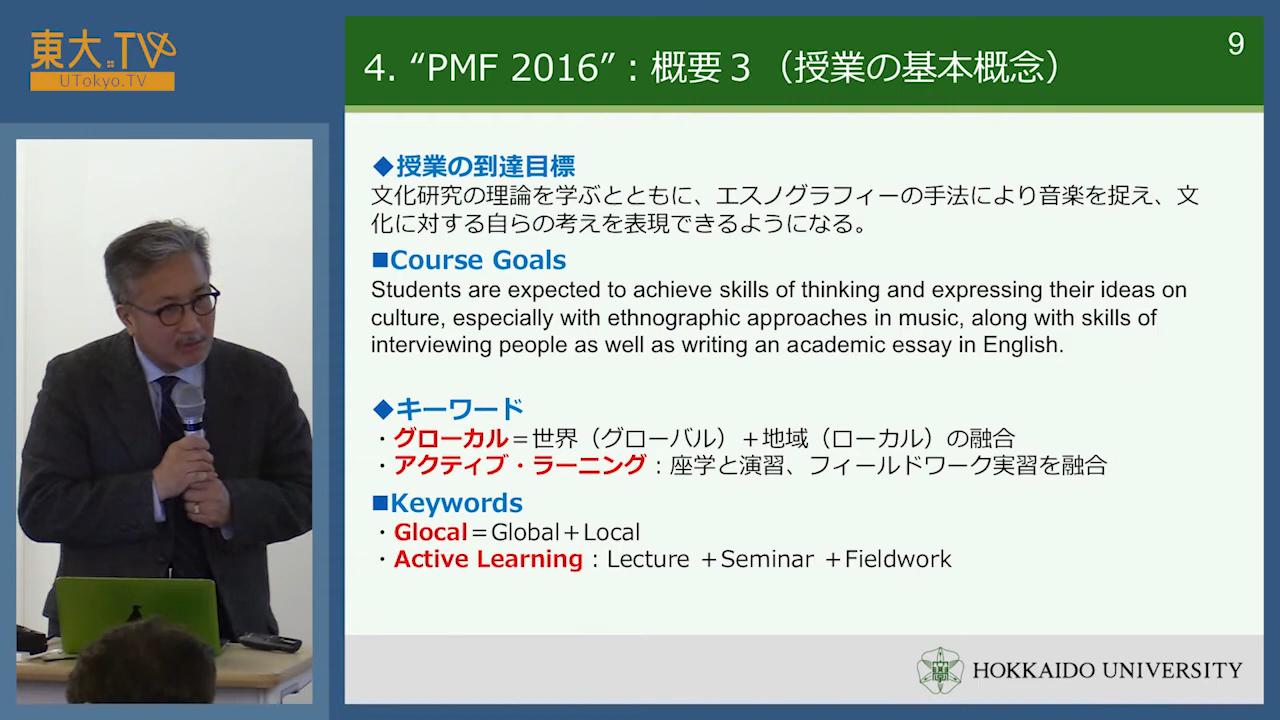 東大.TV
UTokyo.TV
9
4. “PMF 2016”：概要３（授業の基本概念）
◆授業の到達目標
文化研究の理論を学ぶとともに、エスノグラフィーの手法により音楽を捉え、文
化に対する自らの考えを表現できるようになる。
■Course Goals
Students are expected to achieve skills of thinking and expressing their ideas on
culture, especially with ethnographic approaches in music, along with skills of
interviewing people as well as writing an academic essay in English.
◆キーワード
・グローカル＝世界（グローバル）＋地域（ローカル）の融合
・アクティブ・ラーニング：座学と演習、フィールドワーク実習を融合
■Keywords
・Glocal＝Global＋Local
・Active Learning：Lecture ＋Seminar ＋Fieldwork
HOKKAIDO UNIVERSITY